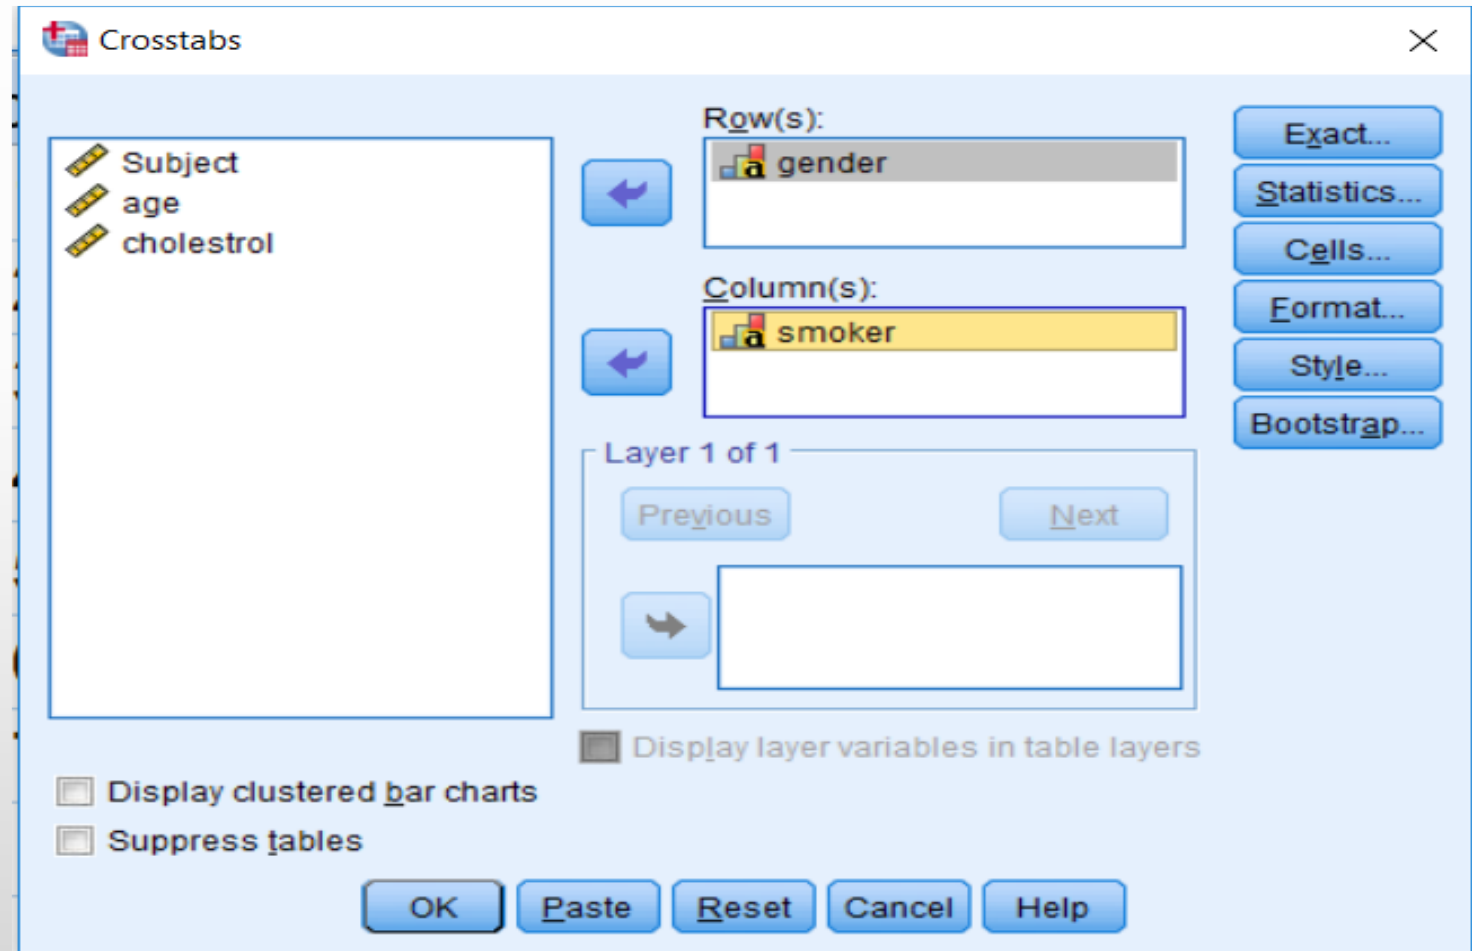 Crosstabs
Subject
age
cholestrol
Row(s):
gender
Column(s):
smoker
Layer 1 of 1
Previous
Next
Display layer variables in table layers
Exact...
Statistics...
Cells...
Format...
Style...
Bootstrap...
Display clustered bar charts
Suppress tables
OK Paste Reset Cancel Help